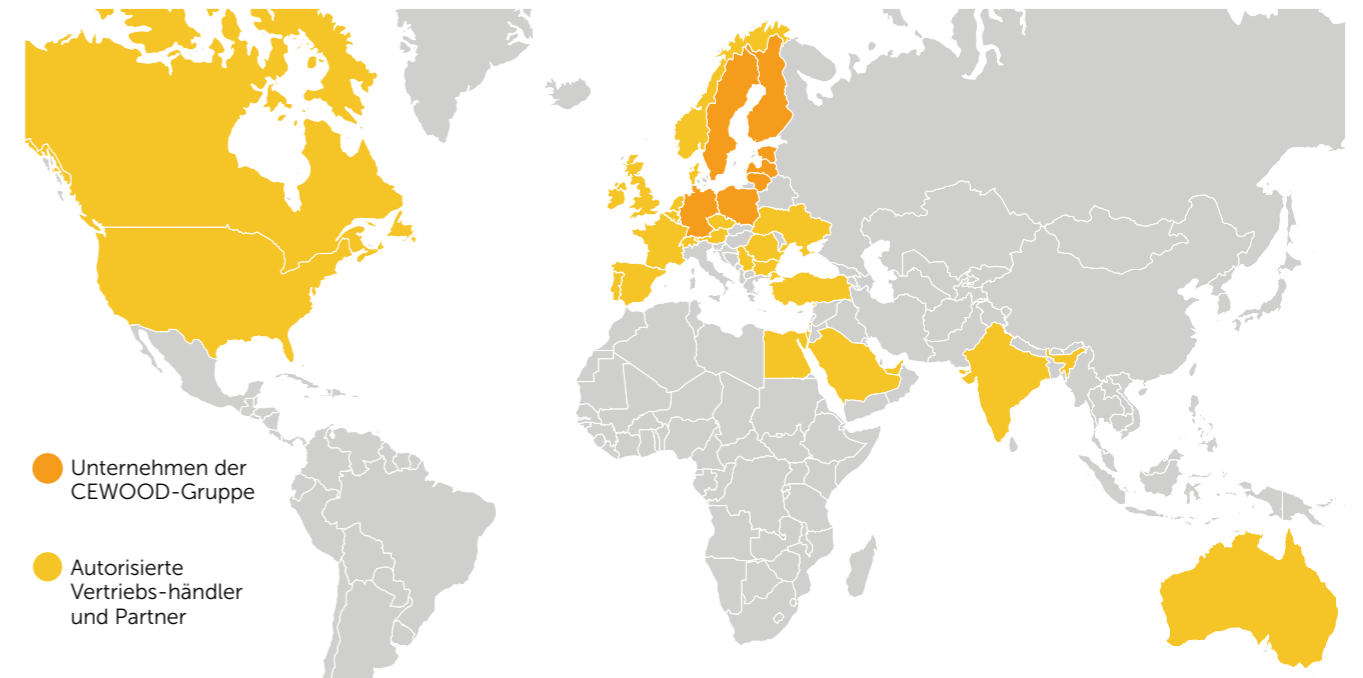 Unternehmen der
CEWOOD-Gruppe
Autorisierte
Vertriebs-händler
und Partner